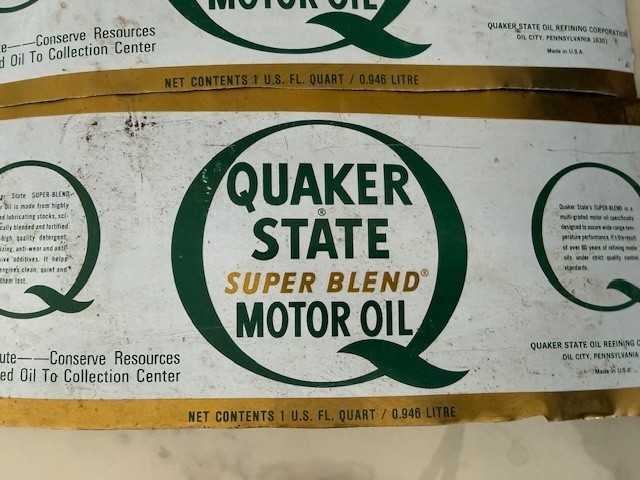 MOTOR OIL
Conserve Resources
Oil To Collection Center
QUAKER STATE OIL REFINING CORPORATION
OIL CITY, PENNSYLVANIA 16301
Made in U.S.A.
NET CONTENTS 1 U.S. FL. QUART / 0.946 LITRE
State SUPER-BLEND
Oil is made from highly
lubricating stocks, sci-
cally blended and fortified
high quality detergent,
izing, anti-wear and anti-
sive additives. It helps
engines clean, quiet and
them last.
QUAKER
STATE®
SUPER BLEND®
MOTOR OIL
Quaker State's SUPER-BLEND is a
multi-graded motor oil specifically
designed to assure wide range tem-
perature performance. It's the result
of over 60 years of refining motor
oils under strict quality control
standards.
ute——Conserve Resources
ed Oil To Collection Center
QUAKER STATE OIL REFINING C
OIL CITY, PENNSYLVANIA
Made in U.S.A.
NET CONTENTS 1 U.S. FL. QUART / 0.946 LITRE